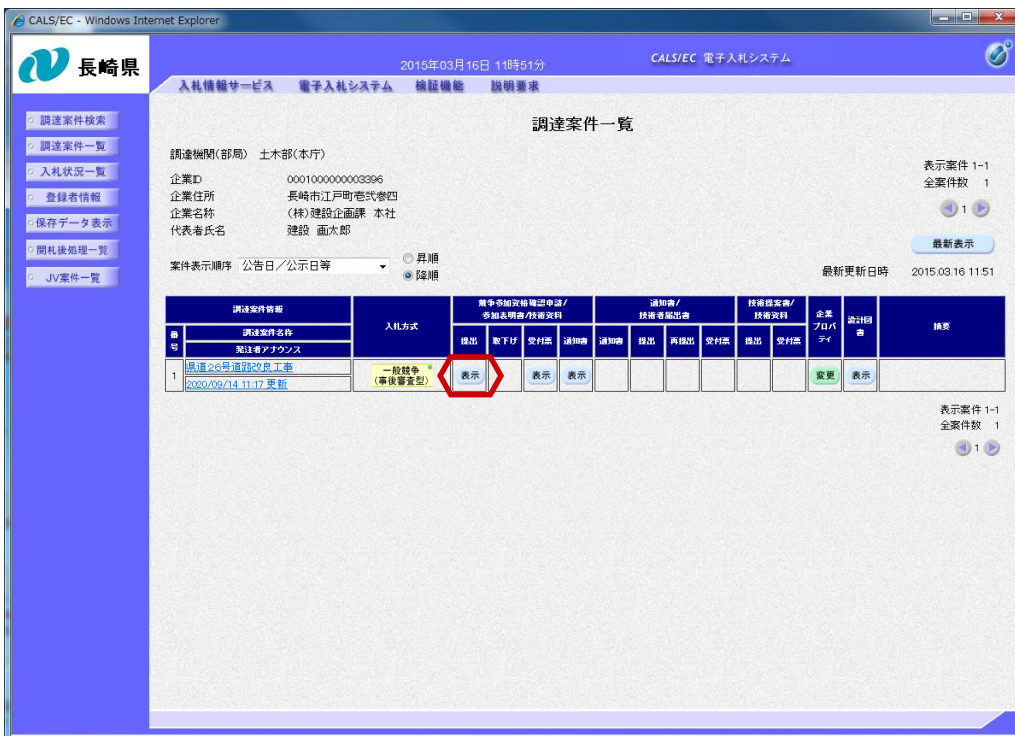 CALS/EC - Windows Internet Explorer
長崎県
2015年03月16日 11時51分
CALS/EC 電子入札システム
入札情報サービス 電子入札システム 検証機能 説明要求
調達案件検索
調達案件一覧
入札状況一覧
登録者情報
保存データ表示
開札後処理一覧
JV案件一覧
調達案件一覧
調達機関(部局) 土木部(本庁)
企業ID 0001000000003396
企業住所 長崎市江戸町壱弐参四
企業名称 (株)建設企画課 本社
代表者氏名 建設 画太郎
表示案件 1-1
全案件数 1
1
案件表示順序 公告日/公示日等
昇順
降順
最新表示
最新更新日時 2015.03.16 11:51
調達案件情報
番号
調達案件名称
発注者アナウンス
入札方式
競争参加資格確認申請/
参加表明書/技術資料
提出 取下げ 受付票 通知書
通知書/
技術者届出書
通知書 提出 再提出 受付票
技術提案書/
技術資料
提出 受付票
企業
プロパ
ティ
設計図
書
摘要
1
県道26号道路改良工事
2020/09/14 11:17 更新
一般競争
(事後審査型)
表示 表示 表示 変更 表示
表示案件 1-1
全案件数 1
1